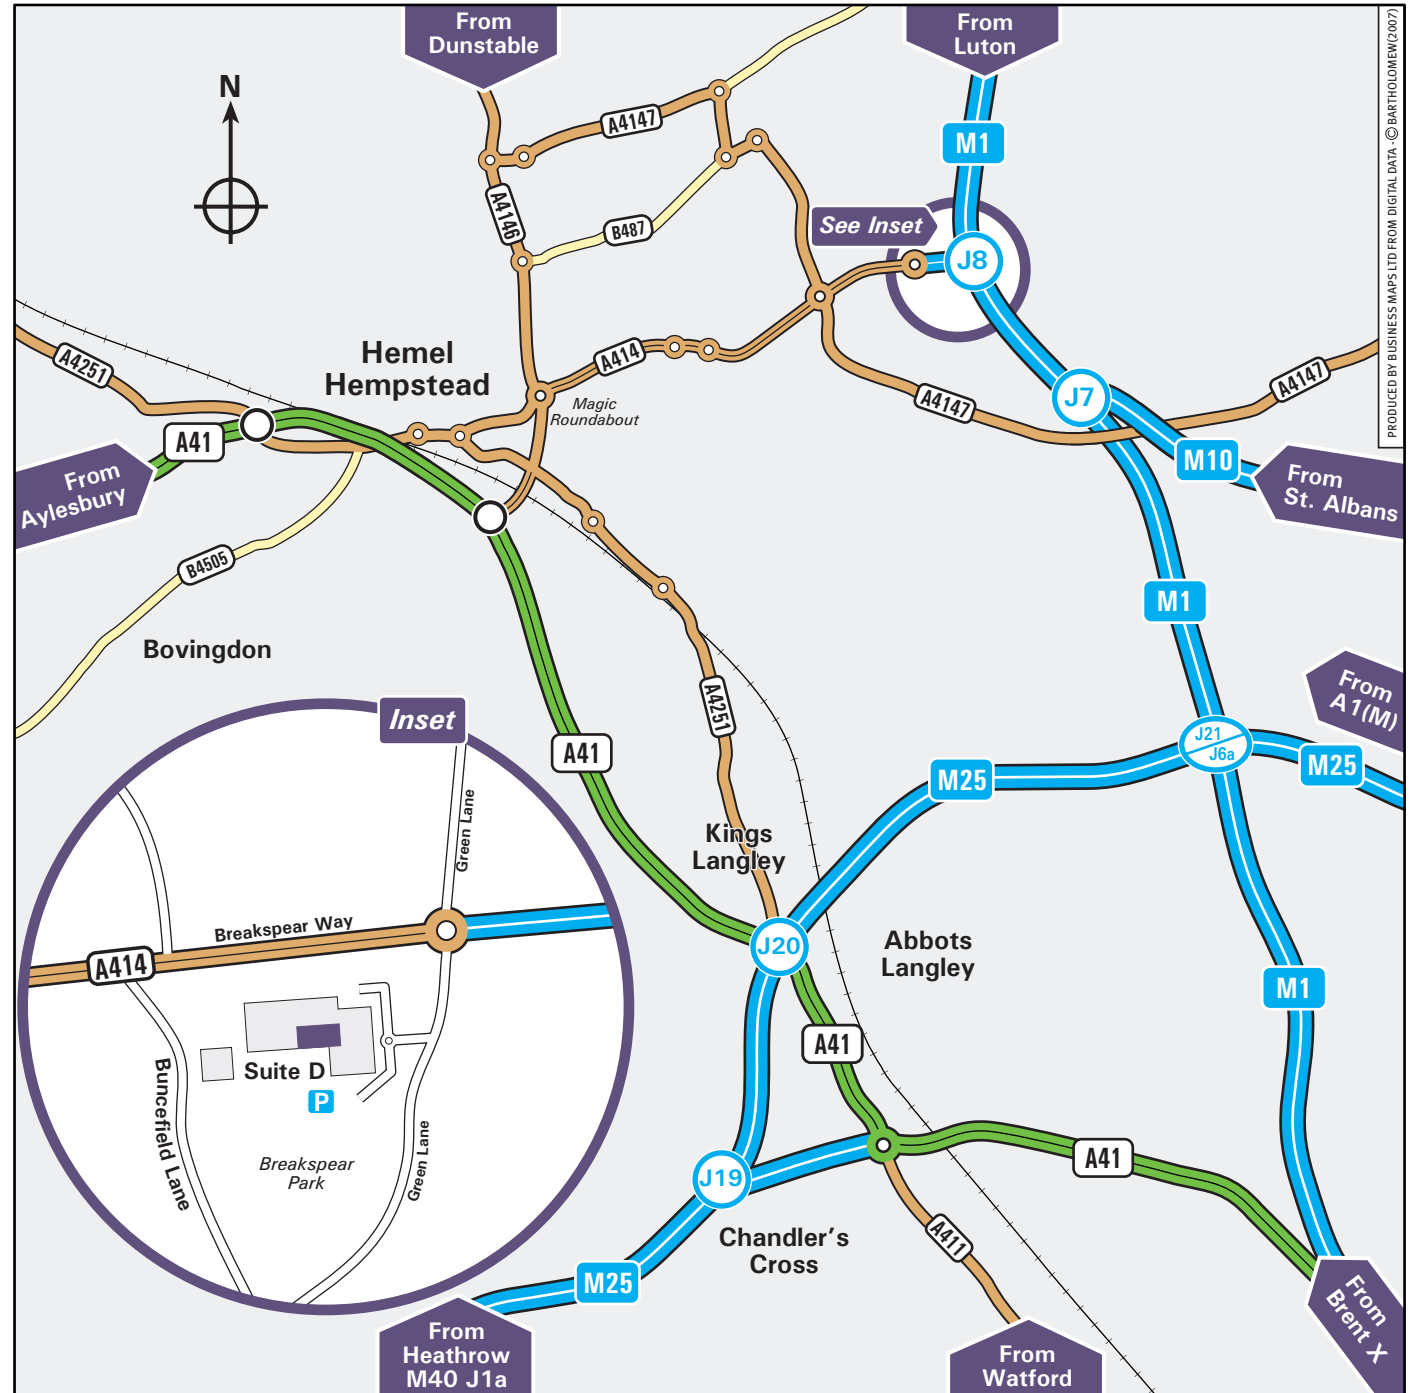 From
Dunstable
From
Luton
PRODUCED BY BUSINESS MAPS LTD FROM DIGITAL DATA - © BARTHOLOMEW(2007)
N
A4147
M1
A4146
See Inset
B487
J8
Hemel
Hempstead
A4251
A414
Magic
Roundabout
A4147
J7
A4147
A41
From
Aylesbury
M10
From
St. Albans
B4505
M1
Bovingdon
A4251
From
A1(M)
Inset
A41
J21
J6a
M25
M25
Green Lane
Kings
Langley
Breakspear Way
A414
J20
Abbots
Langley
M1
A41
Suite D
P
Buncefield Lane
Breakspear
Park
Green Lane
A41
J19
A411
Chandler's
Cross
M25
From
Heathrow
M40 J1a
From
Watford
From
Brent X